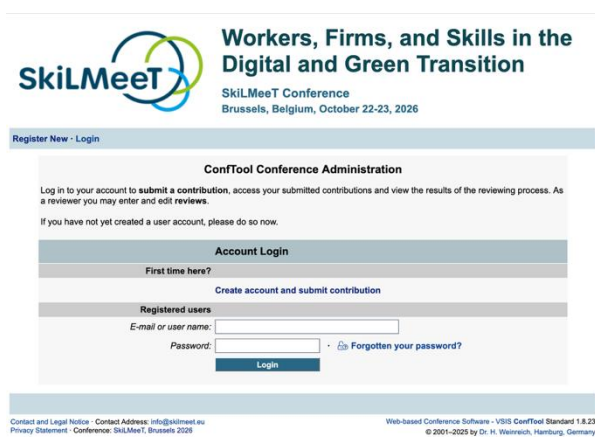 SkiLMeeT
Workers, Firms, and Skills in the
Digital and Green Transition
SkiLMeeT Conference
Brussels, Belgium, October 22-23, 2026
Register New · Login
ConfTool Conference Administration
Log in to your account to submit a contribution, access your submitted contributions and view the results of the reviewing process. As
a reviewer you may enter and edit reviews.
If you have not yet created a user account, please do so now.
Account Login
First time here?
Create account and submit contribution
Registered users
E-mail or user name:
Password: · Forgotten your password?
Login
Contact and Legal Notice · Contact Address: info@skilmeet.eu
Privacy Statement · Conference: SkiLMeeT, Brussels 2026
Web-based Conference Software - VSIS ConfTool Standard 1.8.23
© 2001–2025 by Dr. H. Weinreich, Hamburg, Germany